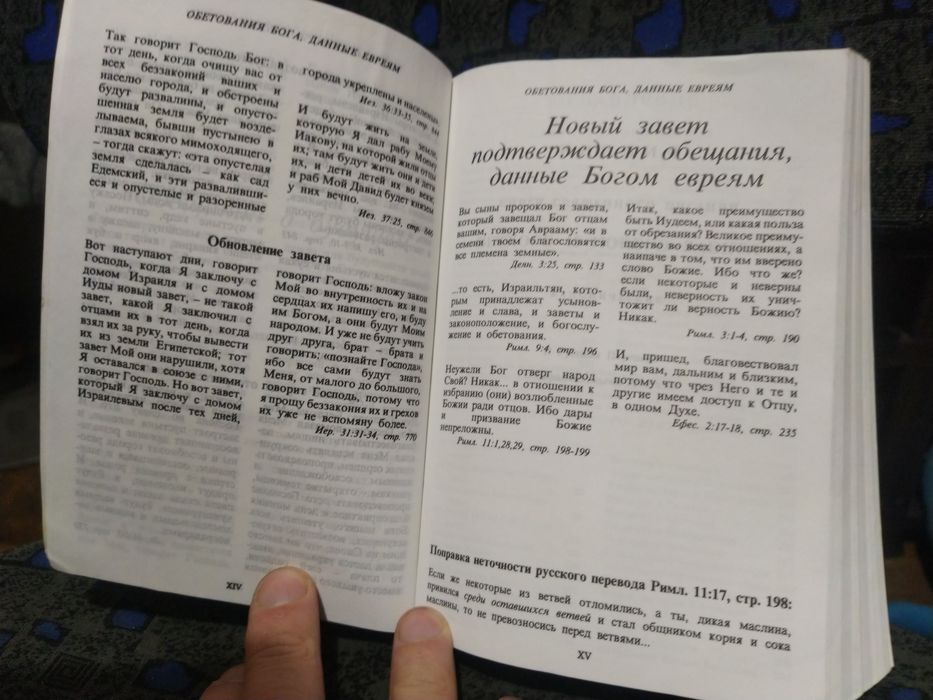 ОБЕТОВАНИЯ БОГА, ДАННЫЕ ЕВРЕЯМ
Так говорит Господь Бог: в
тот день, когда очищу вас от
всех беззаконий ваших и
населю города, и обстроены
будут развалины, и опусто-
шенная земля будет возде-
лываема, бывши пустынею в
глазах всякого мимоходящего,
– тогда скажут: «эта опустелая
земля сделалась – как сад
Едемский, и эти разваливши-
еся и опустелые и разоренные
города укреплены и населены».
Иез. 36:33-35, стр.
И будут жить на земле,
которую Я дал рабу Моему
Иакову, на которой жили отцы
их; там будут жить они и дети
их, и дети детей их во веки;
и раб Мой Давид будет князем
у них вечно.
Иез. 37:25, стр. 846
Обновление завета
Вот наступают дни, говорит
Господь, когда Я заключу с
домом Израиля и с домом
Иуды новый завет, – не такой
завет, какой Я заключил с
отцами их в тот день, когда
взял их за руку, чтобы вывести
их из земли Египетской; тот
завет Мой они нарушили, хотя
Я оставался в союзе с ними,
говорит Господь. Но вот завет,
который Я заключу с домом
Израилевым после тех дней,
говорит Господь: вложу закон
Мой во внутренность их и на
сердцах их напишу его, и буду
им Богом, а они будут Моим
народом. И уже не будут учить
друг друга, брат – брата и
говорить: «познайте Господа»,
ибо все сами будут знать
Меня, от малого до большого,
говорит Господь, потому что
я прощу беззакония их и грехов
их уже не вспомяну более.
Иер. 31:31-34, стр. 770
XIV
ОБЕТОВАНИЯ БОГА, ДАННЫЕ ЕВРЕЯМ
Новый завет
подтверждает обещания,
данные Богом евреям
Вы сыны пророков и завета,
который завещал Бог отцам
вашим, говоря Аврааму: «и в
семени твоем благословятся
все племена земные».
Деян. 3:25, стр. 133
...то есть, Израильтян, кото-
рым принадлежат усынов-
ление и слава, и заветы и
законоположение, и богослу-
жение и обетования.
Римл. 9:4, стр. 196
Неужели Бог отверг народ
Свой? Никак... в отношении к
избранию (они) возлюбленные
Божии ради отцов. Ибо дары
и призвание Божие
непреложны.
Римл. 11:1,28,29, стр. 198-199
Итак, какое преимущество
быть Иудеем, или какая польза
от обрезания? Великое преиму-
щество во всех отношениях, а
наипаче в том, что им вверено
слово Божие. Ибо что же?
если некоторые и неверны
были, неверность их унич-
тожит ли верность Божию?
Никак.
Римл. 3:1-4, стр. 190
И, пришед, благовествовал
мир вам, дальним и близким,
потому что чрез Него и те и
другие имеем доступ к Отцу,
в одном Духе.
Ефес. 2:17-18, стр. 235
Поправка неточности русского перевода Римл. 11:17, стр. 198:
Если же некоторые из ветвей отломились, а ты, дикая маслина,
привился среди оставшихся ветвей и стал общником корня и сока
маслины, то не превозносись перед ветвями...
XV